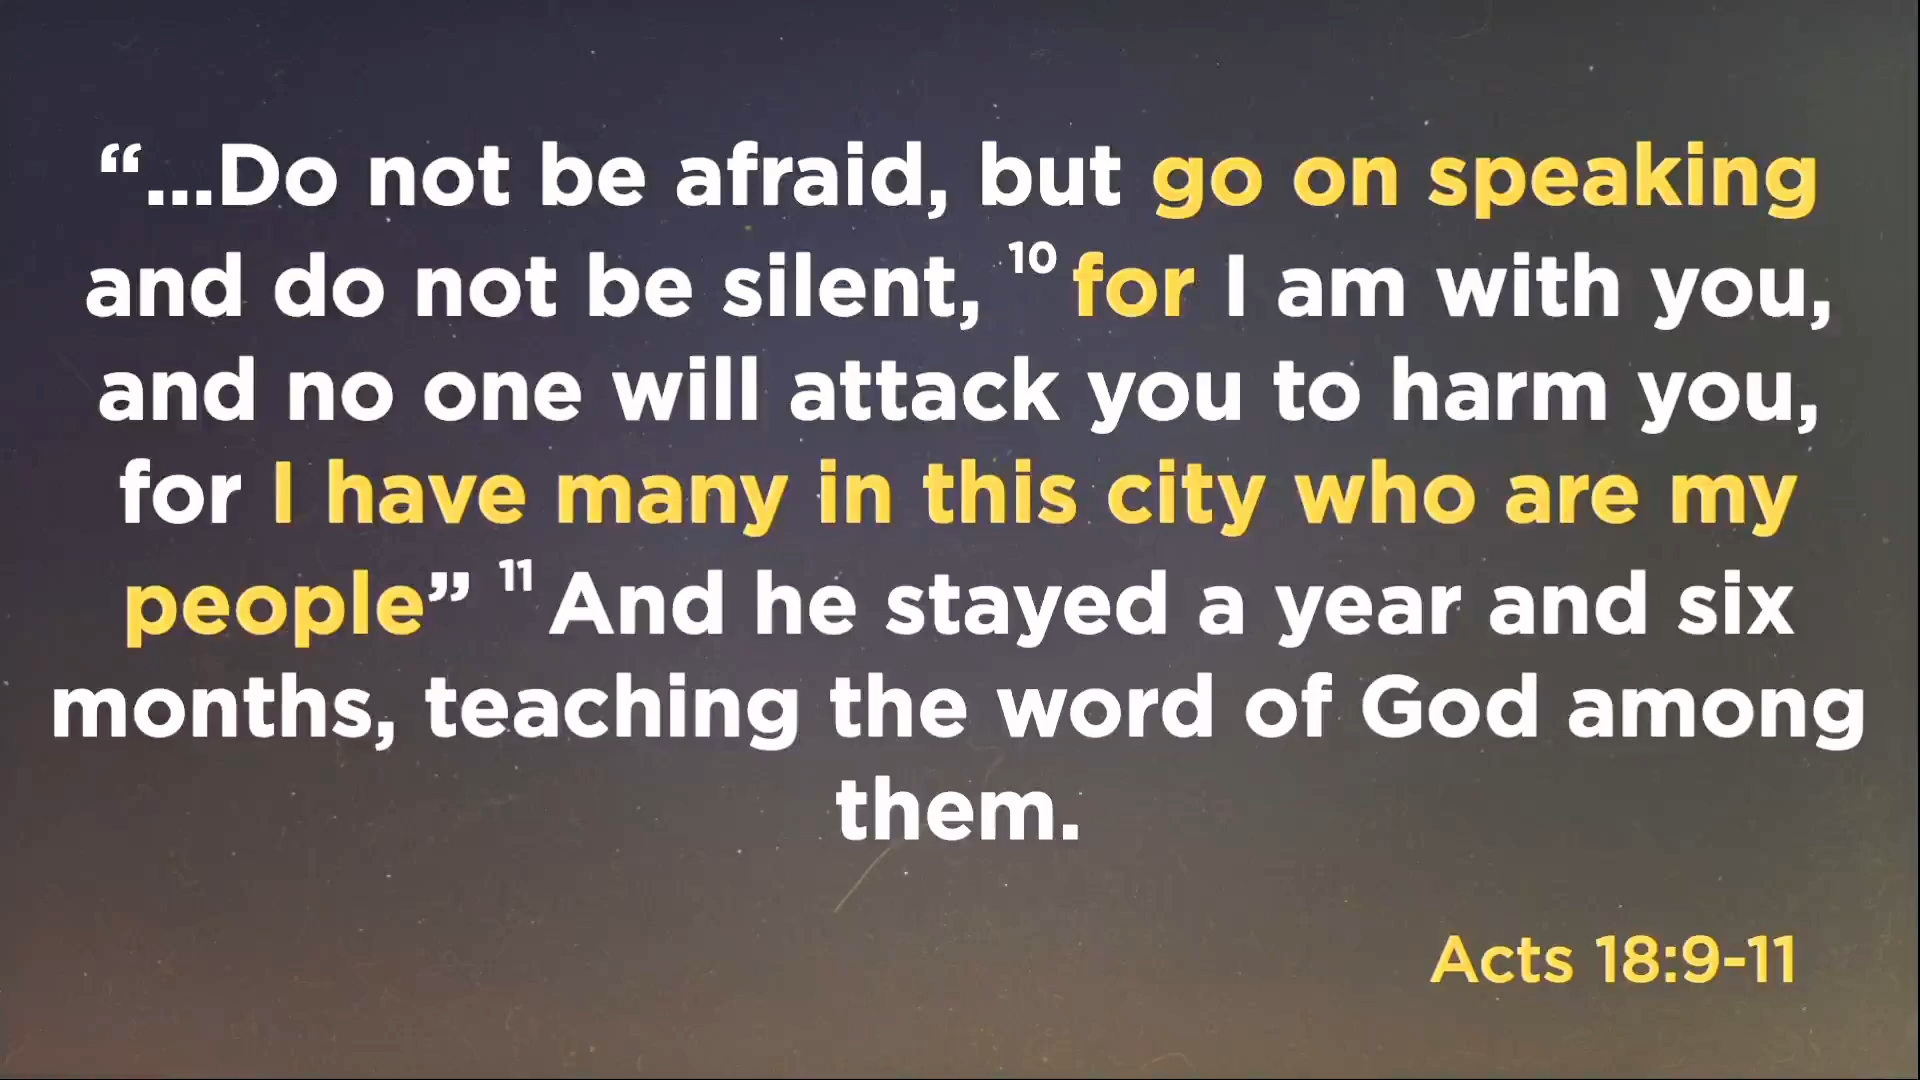 “...Do not be afraid, but go on speaking
and do not be silent, ¹⁰ for I am with you,
and no one will attack you to harm you,
for I have many in this city who are my
people” ¹¹ And he stayed a year and six
months, teaching the word of God among
them.
Acts 18:9-11